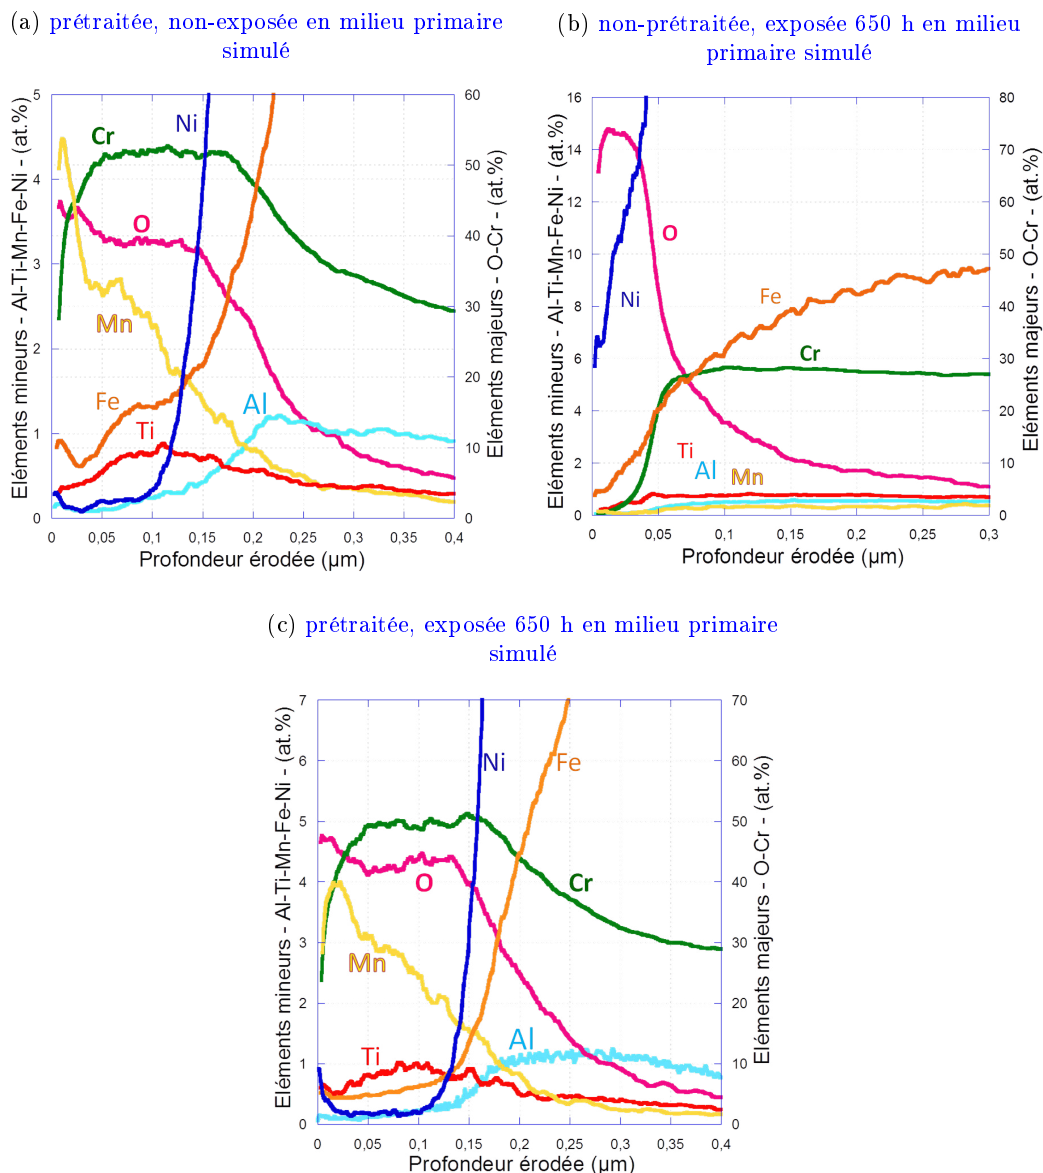 (a) prétraitée, non-exposée en milieu primaire
simulé
(b) non-prétraitée, exposée 650 h en milieu
primaire simulé
Eléments mineurs - Al-Ti-Mn-Fe-Ni - (at.%)
5
4
3
2
1
0
Cr
Ni
O
Mn
Fe
Ti
Al
60
50
40
30
20
10
0
Eléments majeurs - O-Cr - (at.%)
0 0,05 0,1 0,15 0,2 0,25 0,3 0,35 0,4
Profondeur érodée (µm)
Eléments mineurs - Al-Ti-Mn-Fe-Ni - (at.%)
16
14
12
10
8
6
4
2
0
O
Ni
Fe
Cr
Ti
Al
Mn
80
70
60
50
40
30
20
10
0
Eléments majeurs - O-Cr - (at.%)
0 0,05 0,1 0,15 0,2 0,25 0,3
Profondeur érodée (µm)
(c) prétraitée, exposée 650 h en milieu primaire
simulé
Eléments mineurs - Al-Ti-Mn-Fe-Ni - (at.%)
7
6
5
4
3
2
1
0
Ni
Fe
O
Cr
Mn
Ti
Al
70
60
50
40
30
20
10
0
Eléments majeurs - O-Cr - (at.%)
0 0,05 0,1 0,15 0,2 0,25 0,3 0,35 0,4
Profondeur érodée (µm)